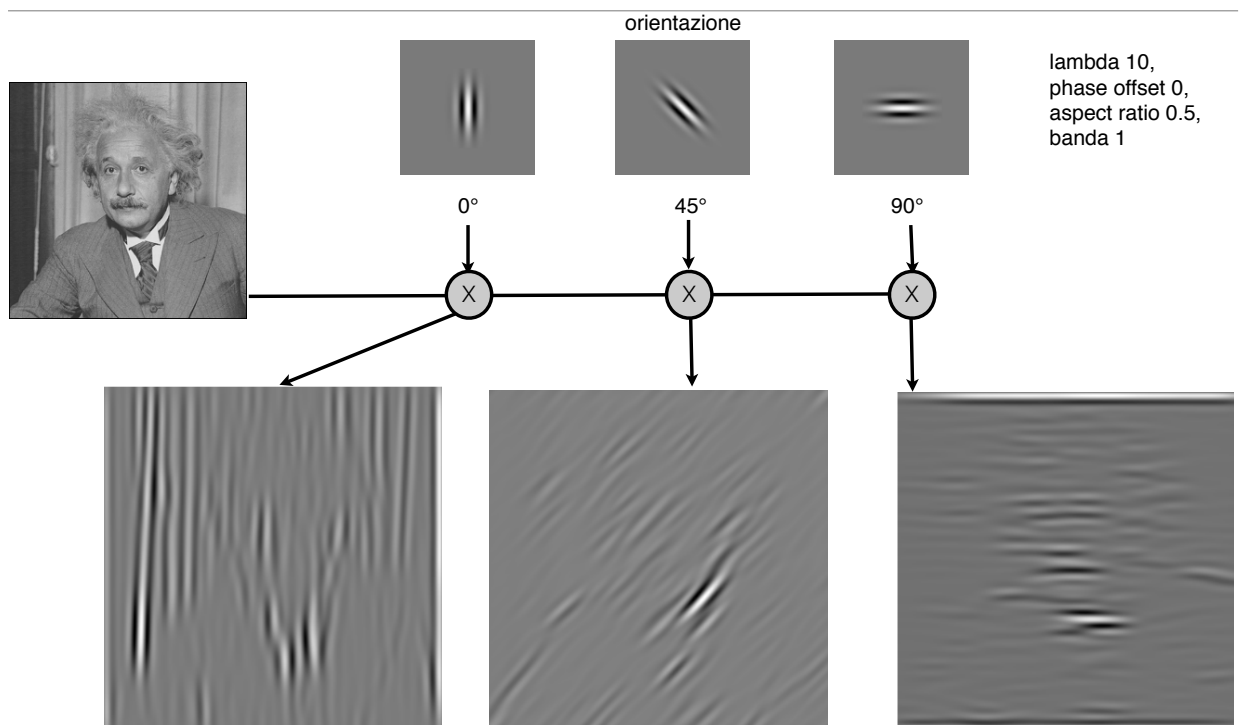 orientazione
lambda 10,
phase offset 0,
aspect ratio 0.5,
banda 1
0°
45°
90°
X
X
X